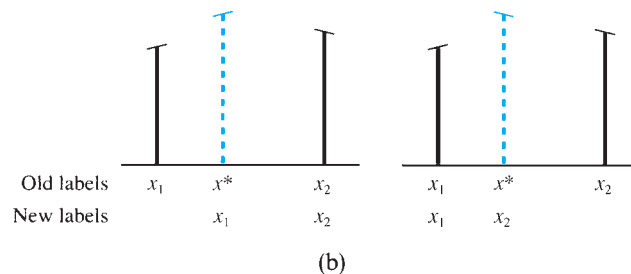 Old labels x₁ x* x₂ x₁ x* x₂
New labels x₁ x₂ x₁ x₂
(b)